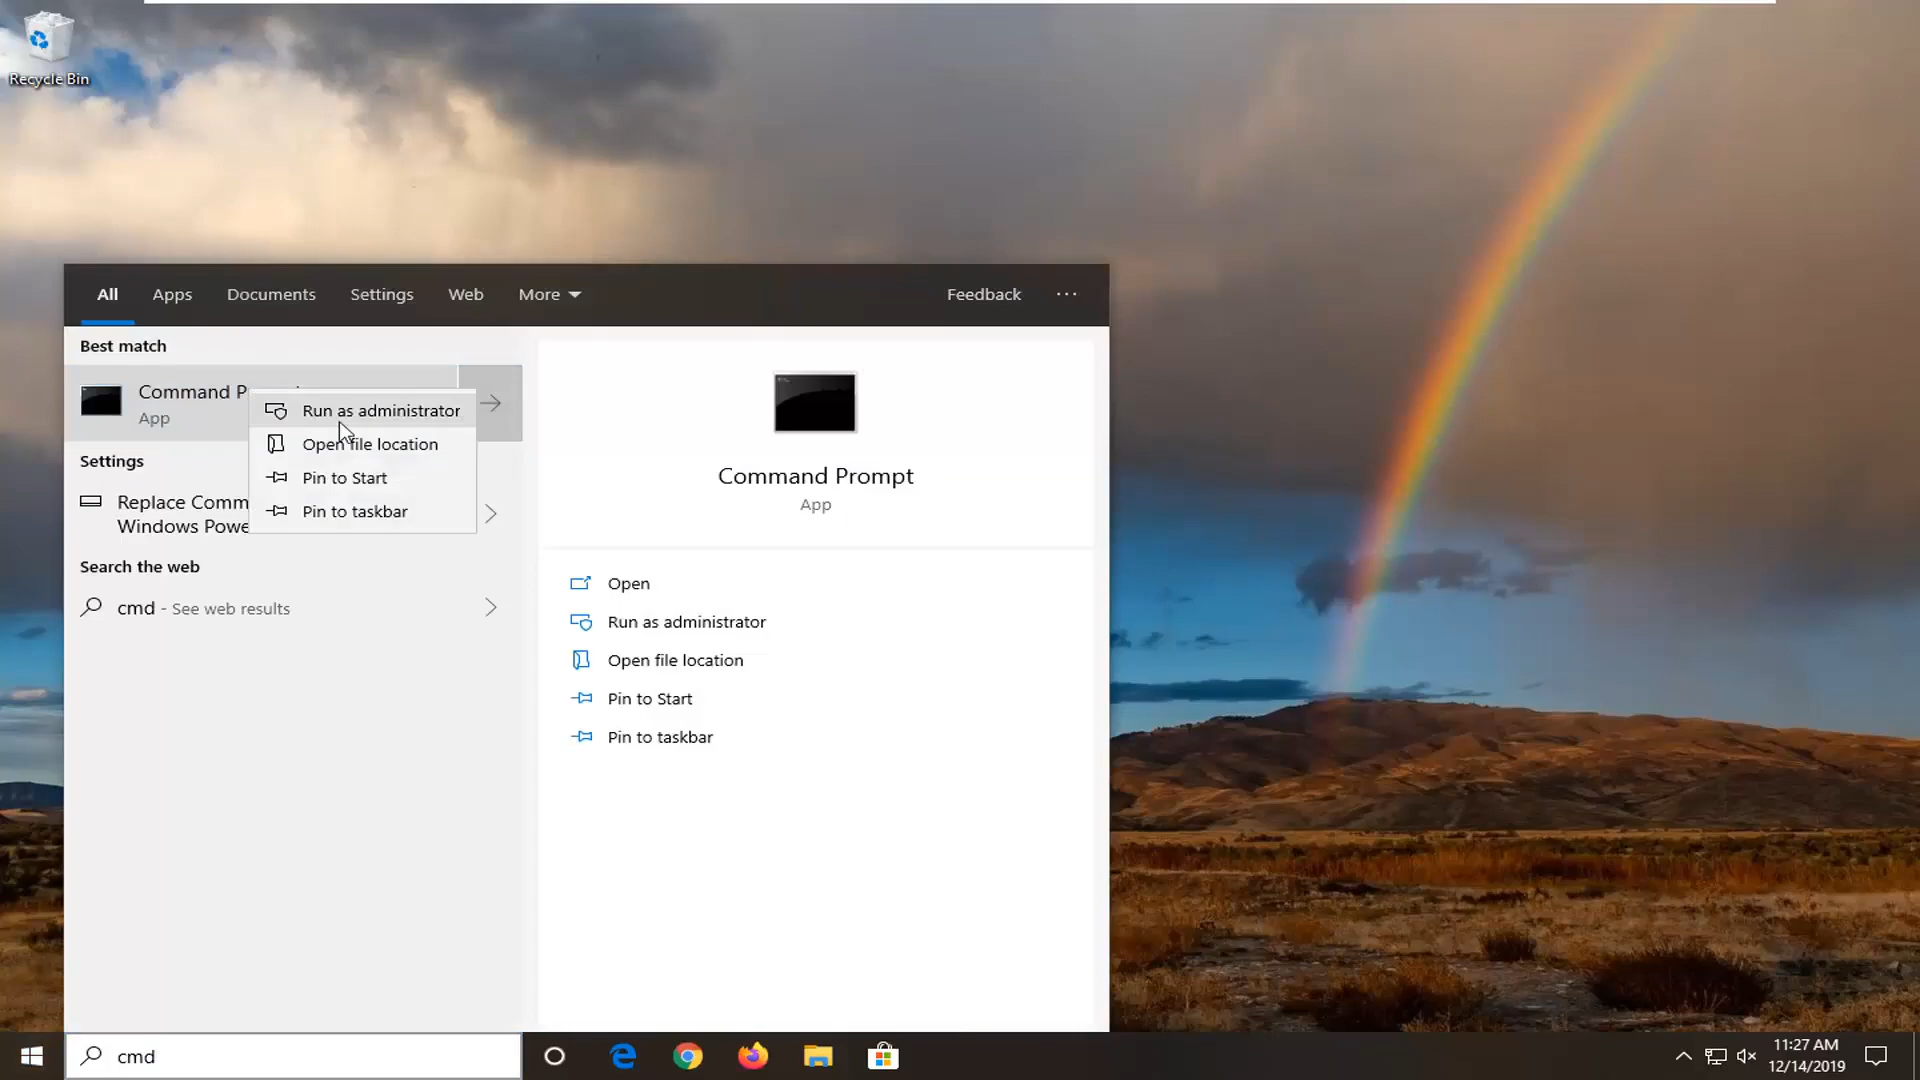 Recycle Bin
All Apps Documents Settings Web More Feedback ...
Best match
Command P
App
Run as administrator
Open file location
Pin to Start
Pin to taskbar
Settings
Replace Comm
Windows Powe
Search the web
cmd - See web results
Command Prompt
App
Open
Run as administrator
Open file location
Pin to Start
Pin to taskbar
cmd
11:27 AM
12/14/2019